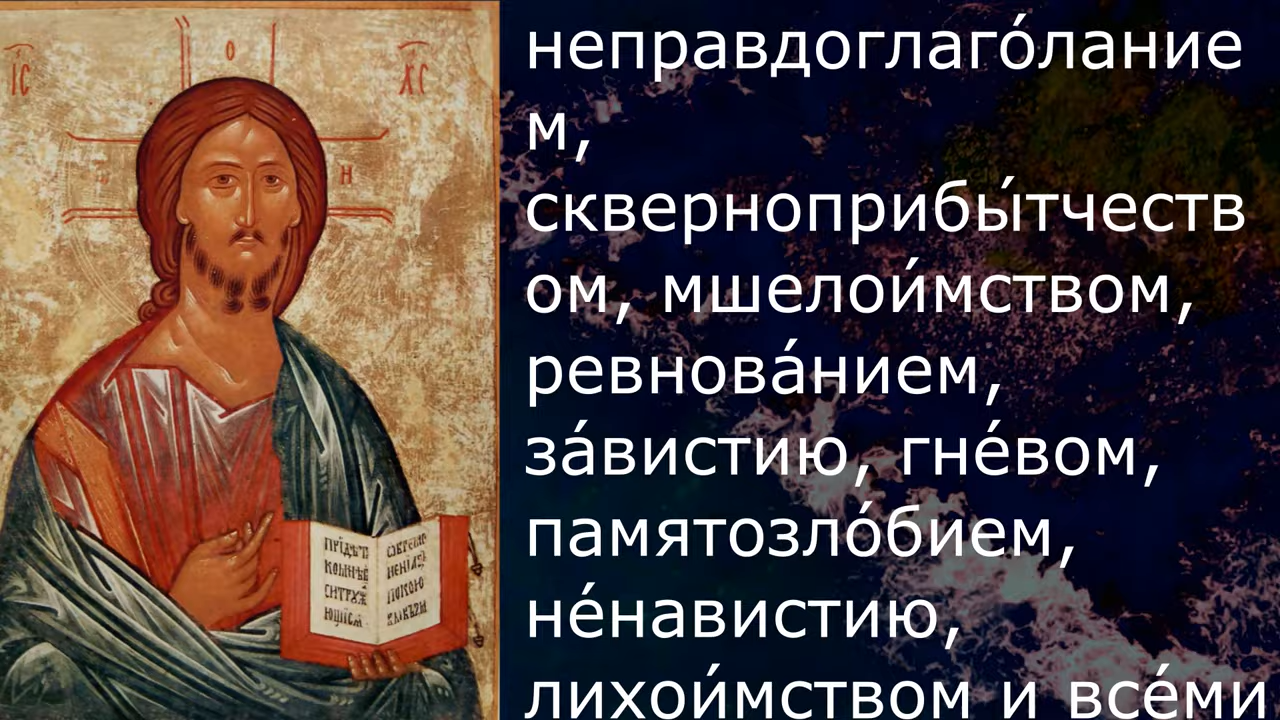 О
І҃С
Х҃С
Н
неправдоглаго́лание
м,
скверноприбы́тчеств
ом, мшелои́мством,
ревнова́нием,
за́вистию, гне́вом,
памятозло́бием,
не́навистию,
лихои́мством и все́ми